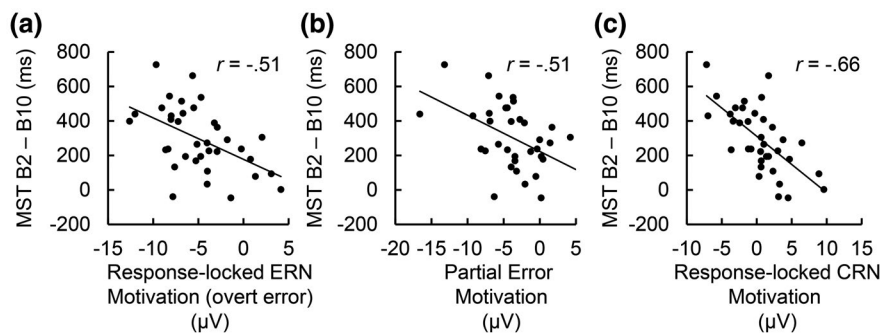 (a)
r = -.51
MST B2 – B10 (ms)
800
600
400
200
0
-200
-15 -10 -5 0 5
Response-locked ERN
Motivation (overt error)
(µV)
(b)
r = -.51
MST B2 – B10 (ms)
800
600
400
200
0
-200
-20 -15 -10 -5 0 5
Partial Error
Motivation
(µV)
(c)
r = -.66
MST B2 – B10 (ms)
800
600
400
200
0
-200
-10 -5 0 5 10 15
Response-locked CRN
Motivation
(µV)